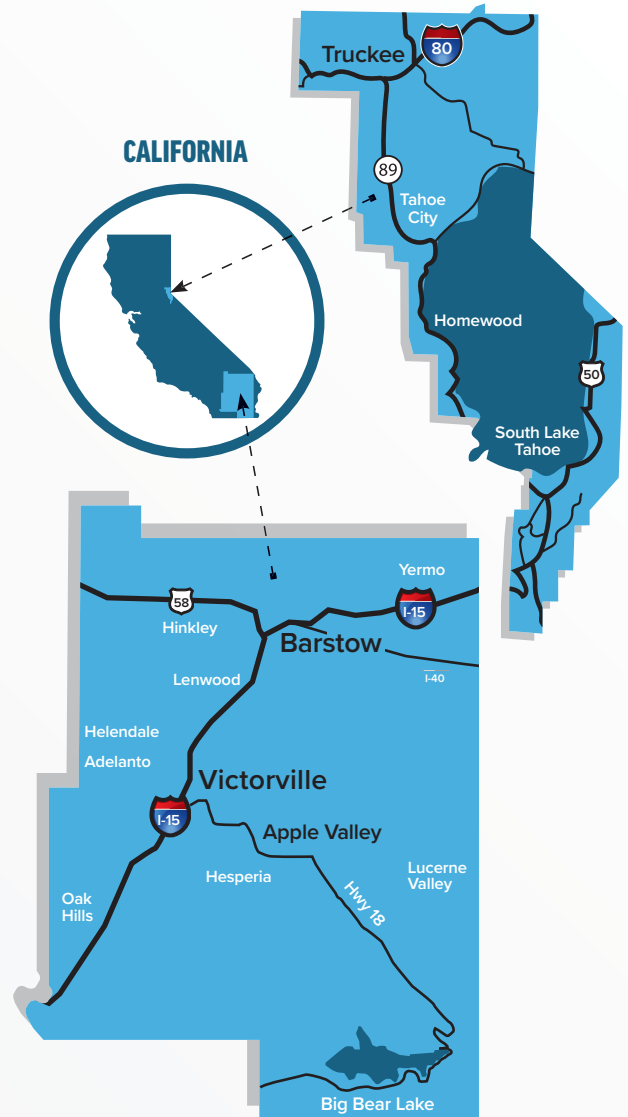 Truckee
80
CALIFORNIA
89
Tahoe
City
Homewood
50
South Lake
Tahoe
Yermo
58
I-15
Hinkley
Barstow
Lenwood
I-40
Helendale
Adelanto
Victorville
I-15
Apple Valley
Hesperia
Lucerne
Valley
Oak
Hills
Hwy 18
Big Bear Lake